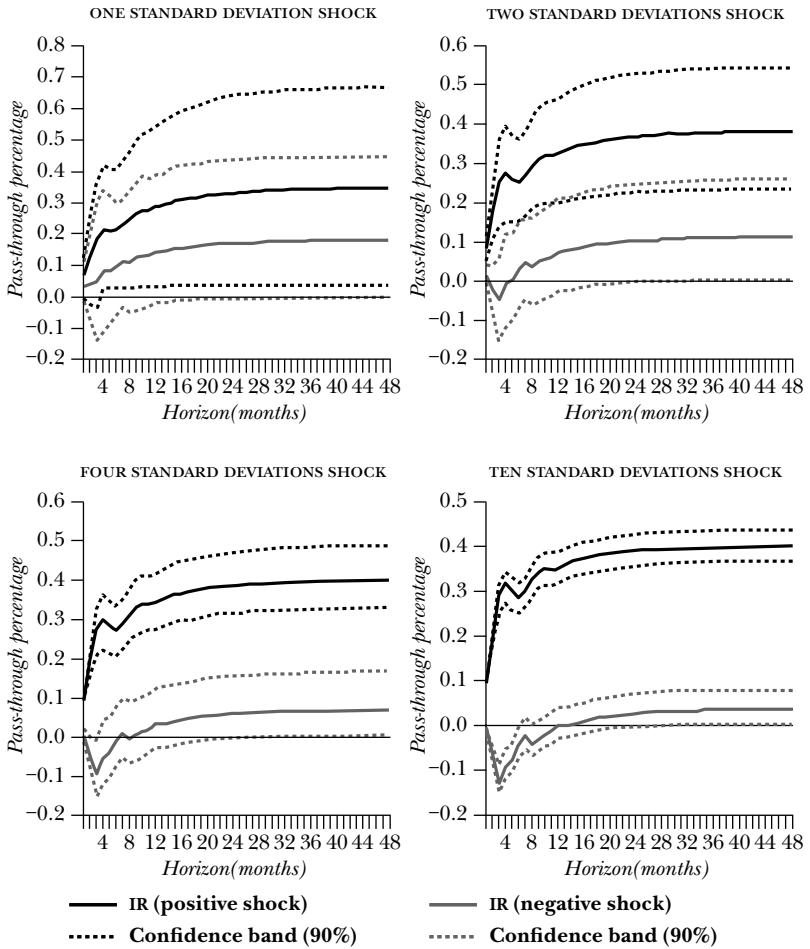 ONE STANDARD DEVIATION SHOCK
0.8
0.7
0.6
0.5
0.4
0.3
0.2
0.1
0.0
−0.1
−0.2
Pass-through percentage
4 8 12 16 20 24 28 32 36 40 44 48
Horizon(months)
TWO STANDARD DEVIATIONS SHOCK
0.6
0.5
0.4
0.3
0.2
0.1
0.0
−0.1
−0.2
Pass-through percentage
4 8 12 16 20 24 28 32 36 40 44 48
Horizon(months)
FOUR STANDARD DEVIATIONS SHOCK
0.6
0.5
0.4
0.3
0.2
0.1
0.0
−0.1
−0.2
Pass-through percentage
4 8 12 16 20 24 28 32 36 40 44 48
Horizon(months)
TEN STANDARD DEVIATIONS SHOCK
0.5
0.4
0.3
0.2
0.1
0.0
−0.1
−0.2
Pass-through percentage
4 8 12 16 20 24 28 32 36 40 44 48
Horizon(months)
IR (positive shock)
IR (negative shock)
Confidence band (90%)
Confidence band (90%)